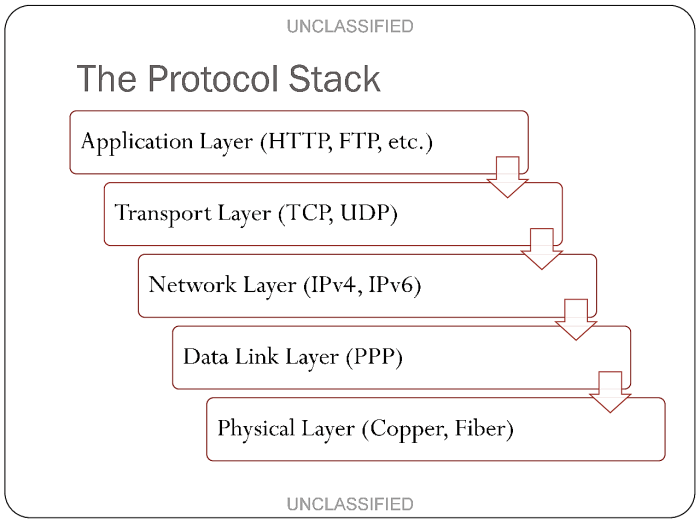 UNCLASSIFIED
The Protocol Stack
Application Layer (HTTP, FTP, etc.)
Transport Layer (TCP, UDP)
Network Layer (IPv4, IPv6)
Data Link Layer (PPP)
Physical Layer (Copper, Fiber)
UNCLASSIFIED